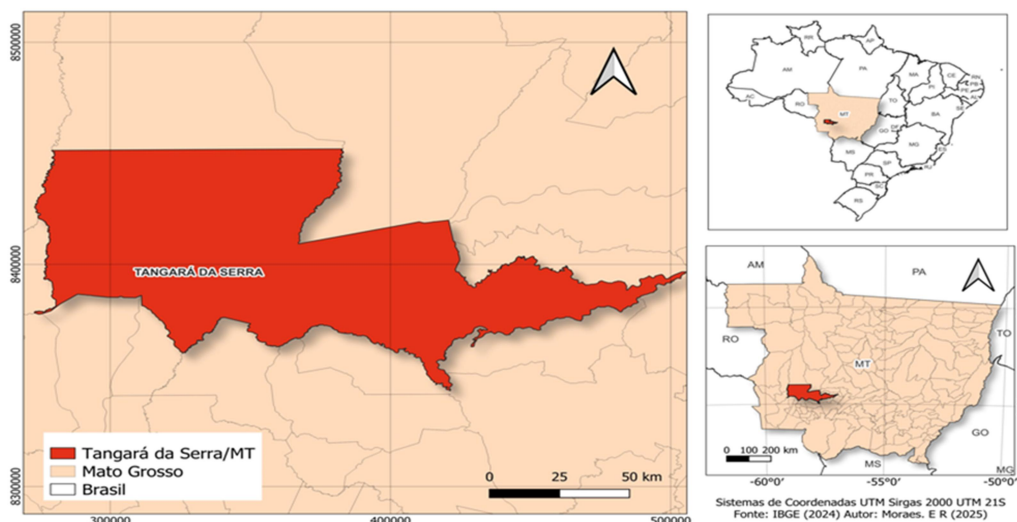 8500000
8400000
8300000
300000
400000
500000
TANGARÁ DA SERRA
Tangará da Serra/MT
Mato Grosso
Brasil
0 25 50 km
RR
AP
AM
PA
MA
CE
RN
PB
PE
AL
SE
PI
AC
RO
TO
BA
MT
GO
DF
MG
ES
MS
SP
RJ
PR
SC
RS
AM
PA
RO
TO
MT
GO
MS
MG
0 100 200 km
-60°0'
-55°0'
-50°0'
Sistemas de Coordenadas UTM Sirgas 2000 UTM 21S
Fonte: IBGE (2024) Autor: Moraes. E R (2025)